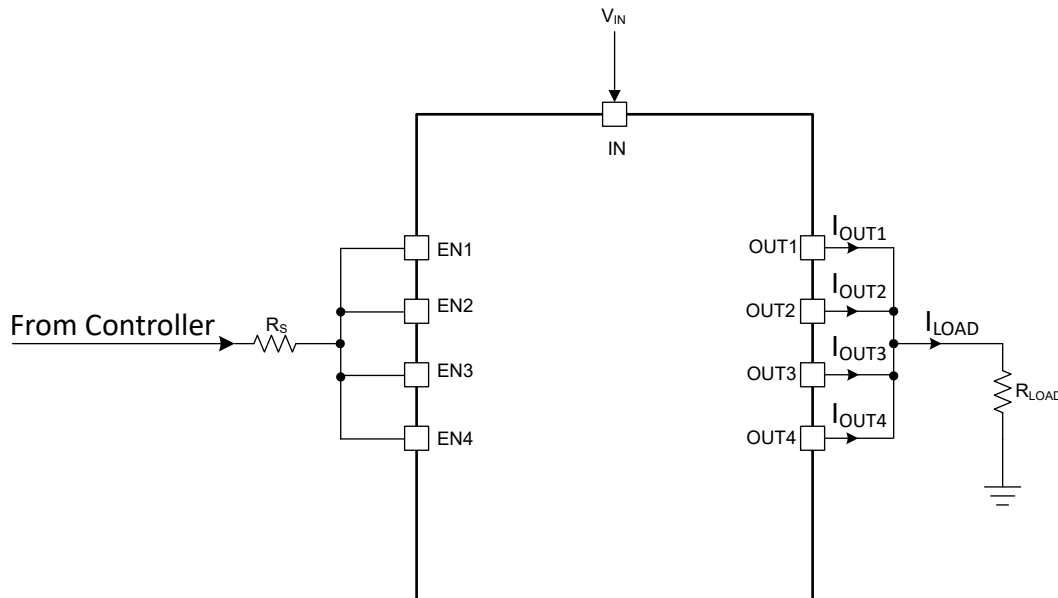 VIN
IN
EN1
OUT1
IOUT1
EN2
OUT2
IOUT2
From Controller
RS
ILOAD
EN3
OUT3
IOUT3
RLOAD
EN4
OUT4
IOUT4